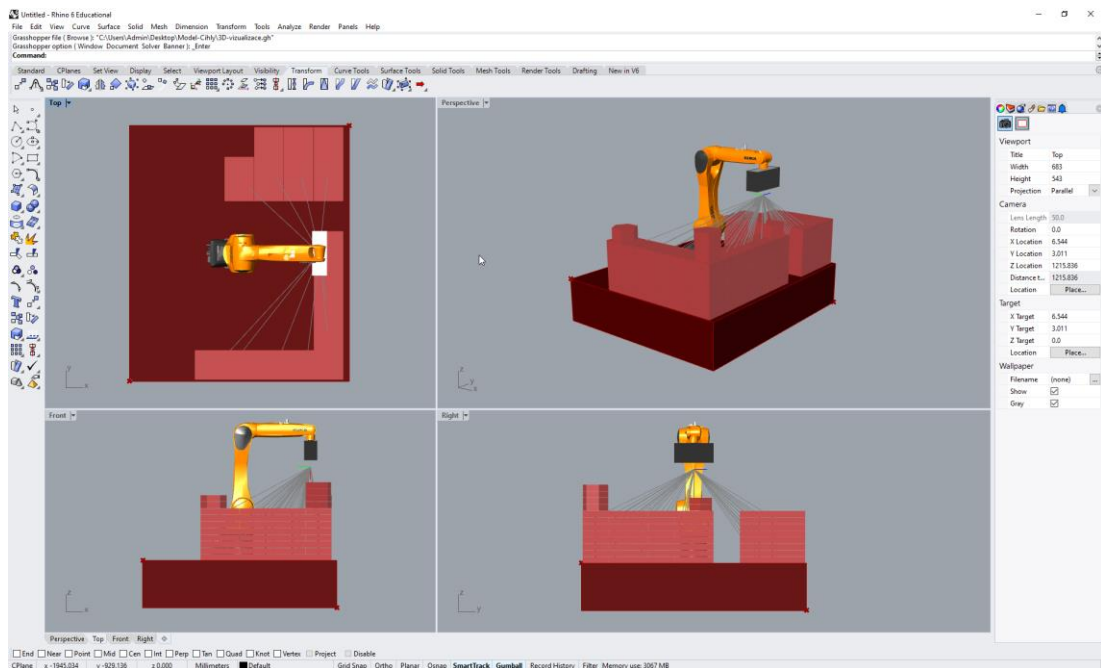 Untitled - Rhino 6 Educational
File Edit View Curve Surface Solid Mesh Dimension Transform Tools Analyze Render Panels Help
Grasshopper file ( Browse ): "C:\Users\Admin\Desktop\Model-Cihly\3D-vizualizace.gh"
Grasshopper option ( Window Document Solver Banner ): _Enter
Command:
Standard CPlanes Set View Display Select Viewport Layout Visibility Transform Curve Tools Surface Tools Solid Tools Mesh Tools Render Tools Drafting New in V6
Top
Perspective
Viewport
Title Top
Width 683
Height 543
Projection Parallel
Camera
Lens Length 50.0
Rotation 0.0
X Location 6.544
Y Location 3.011
Z Location 1215.836
Distance t... 1215.836
Location Place...
Target
X Target 6.544
Y Target 3.011
Z Target 0.0
Location Place...
Wallpaper
Filename (none) ...
Show
Gray
y
x
z
y
x
Front
Right
z
x
z
y
Perspective Top Front Right
End Near Point Mid Cen Int Perp Tan Quad Knot Vertex Project Disable
CPlane x -1945.034 y -929.136 z 0.000 Millimeters Default Grid Snap Ortho Planar Osnap SmartTrack Gumball Record History Filter Memory use: 3067 MB